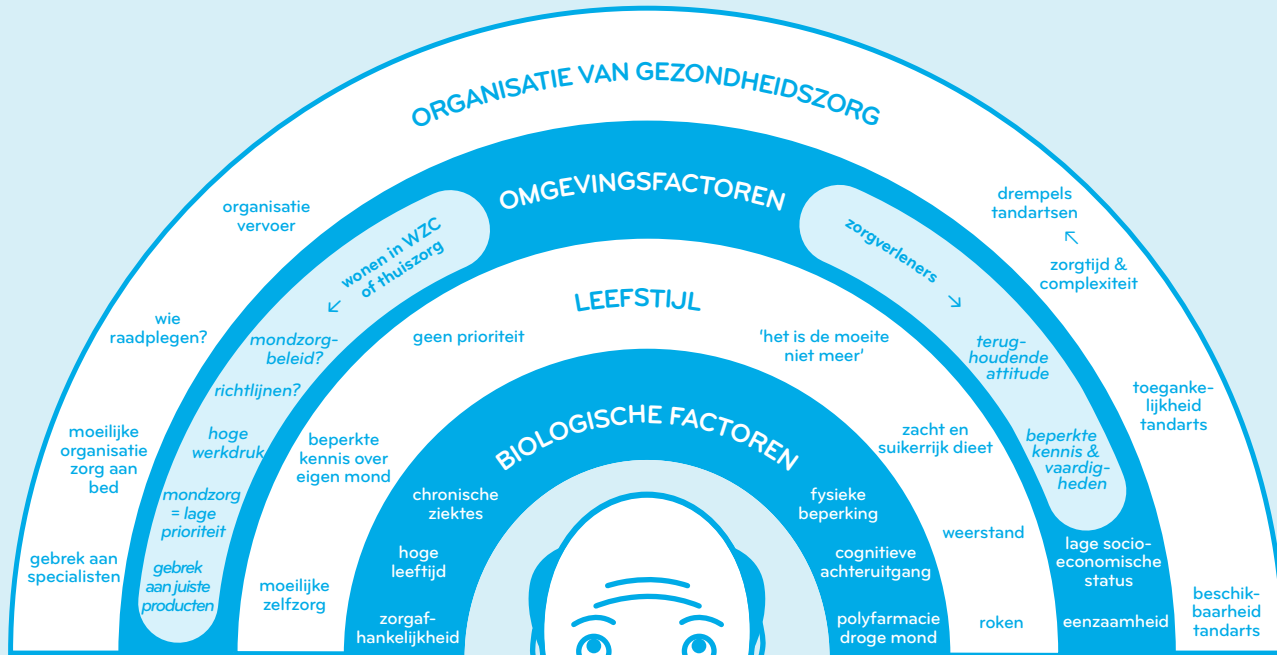 ORGANISATIE VAN GEZONDHEIDSZORG
organisatie
vervoer
wie
raadplegen?
moeilijke
organisatie
zorg aan
bed
gebrek aan
specialisten
drempels
tandartsen
↖
zorgtijd &
complexiteit
toeganke-
lijkheid
tandarts
beschik-
baarheid
tandarts
OMGEVINGSFACTOREN
wonen in WZC
of thuiszorg
↙
mondzorg-
beleid?
richtlijnen?
hoge
werkdruk
mondzorg
= lage
prioriteit
gebrek
aan juiste
producten
zorgverleners
↘
terug-
houdende
attitude
beperkte
kennis &
vaardig-
heden
lage socio-
economische
status
eenzaamheid
LEEFSTIJL
geen prioriteit
beperkte
kennis over
eigen mond
moeilijke
zelfzorg
'het is de moeite
niet meer'
zacht en
suikerrijk dieet
weerstand
roken
BIOLOGISCHE FACTOREN
chronische
ziektes
hoge
leeftijd
zorgaf-
hankelijkheid
fysieke
beperking
cognitieve
achteruitgang
polyfarmacie
droge mond